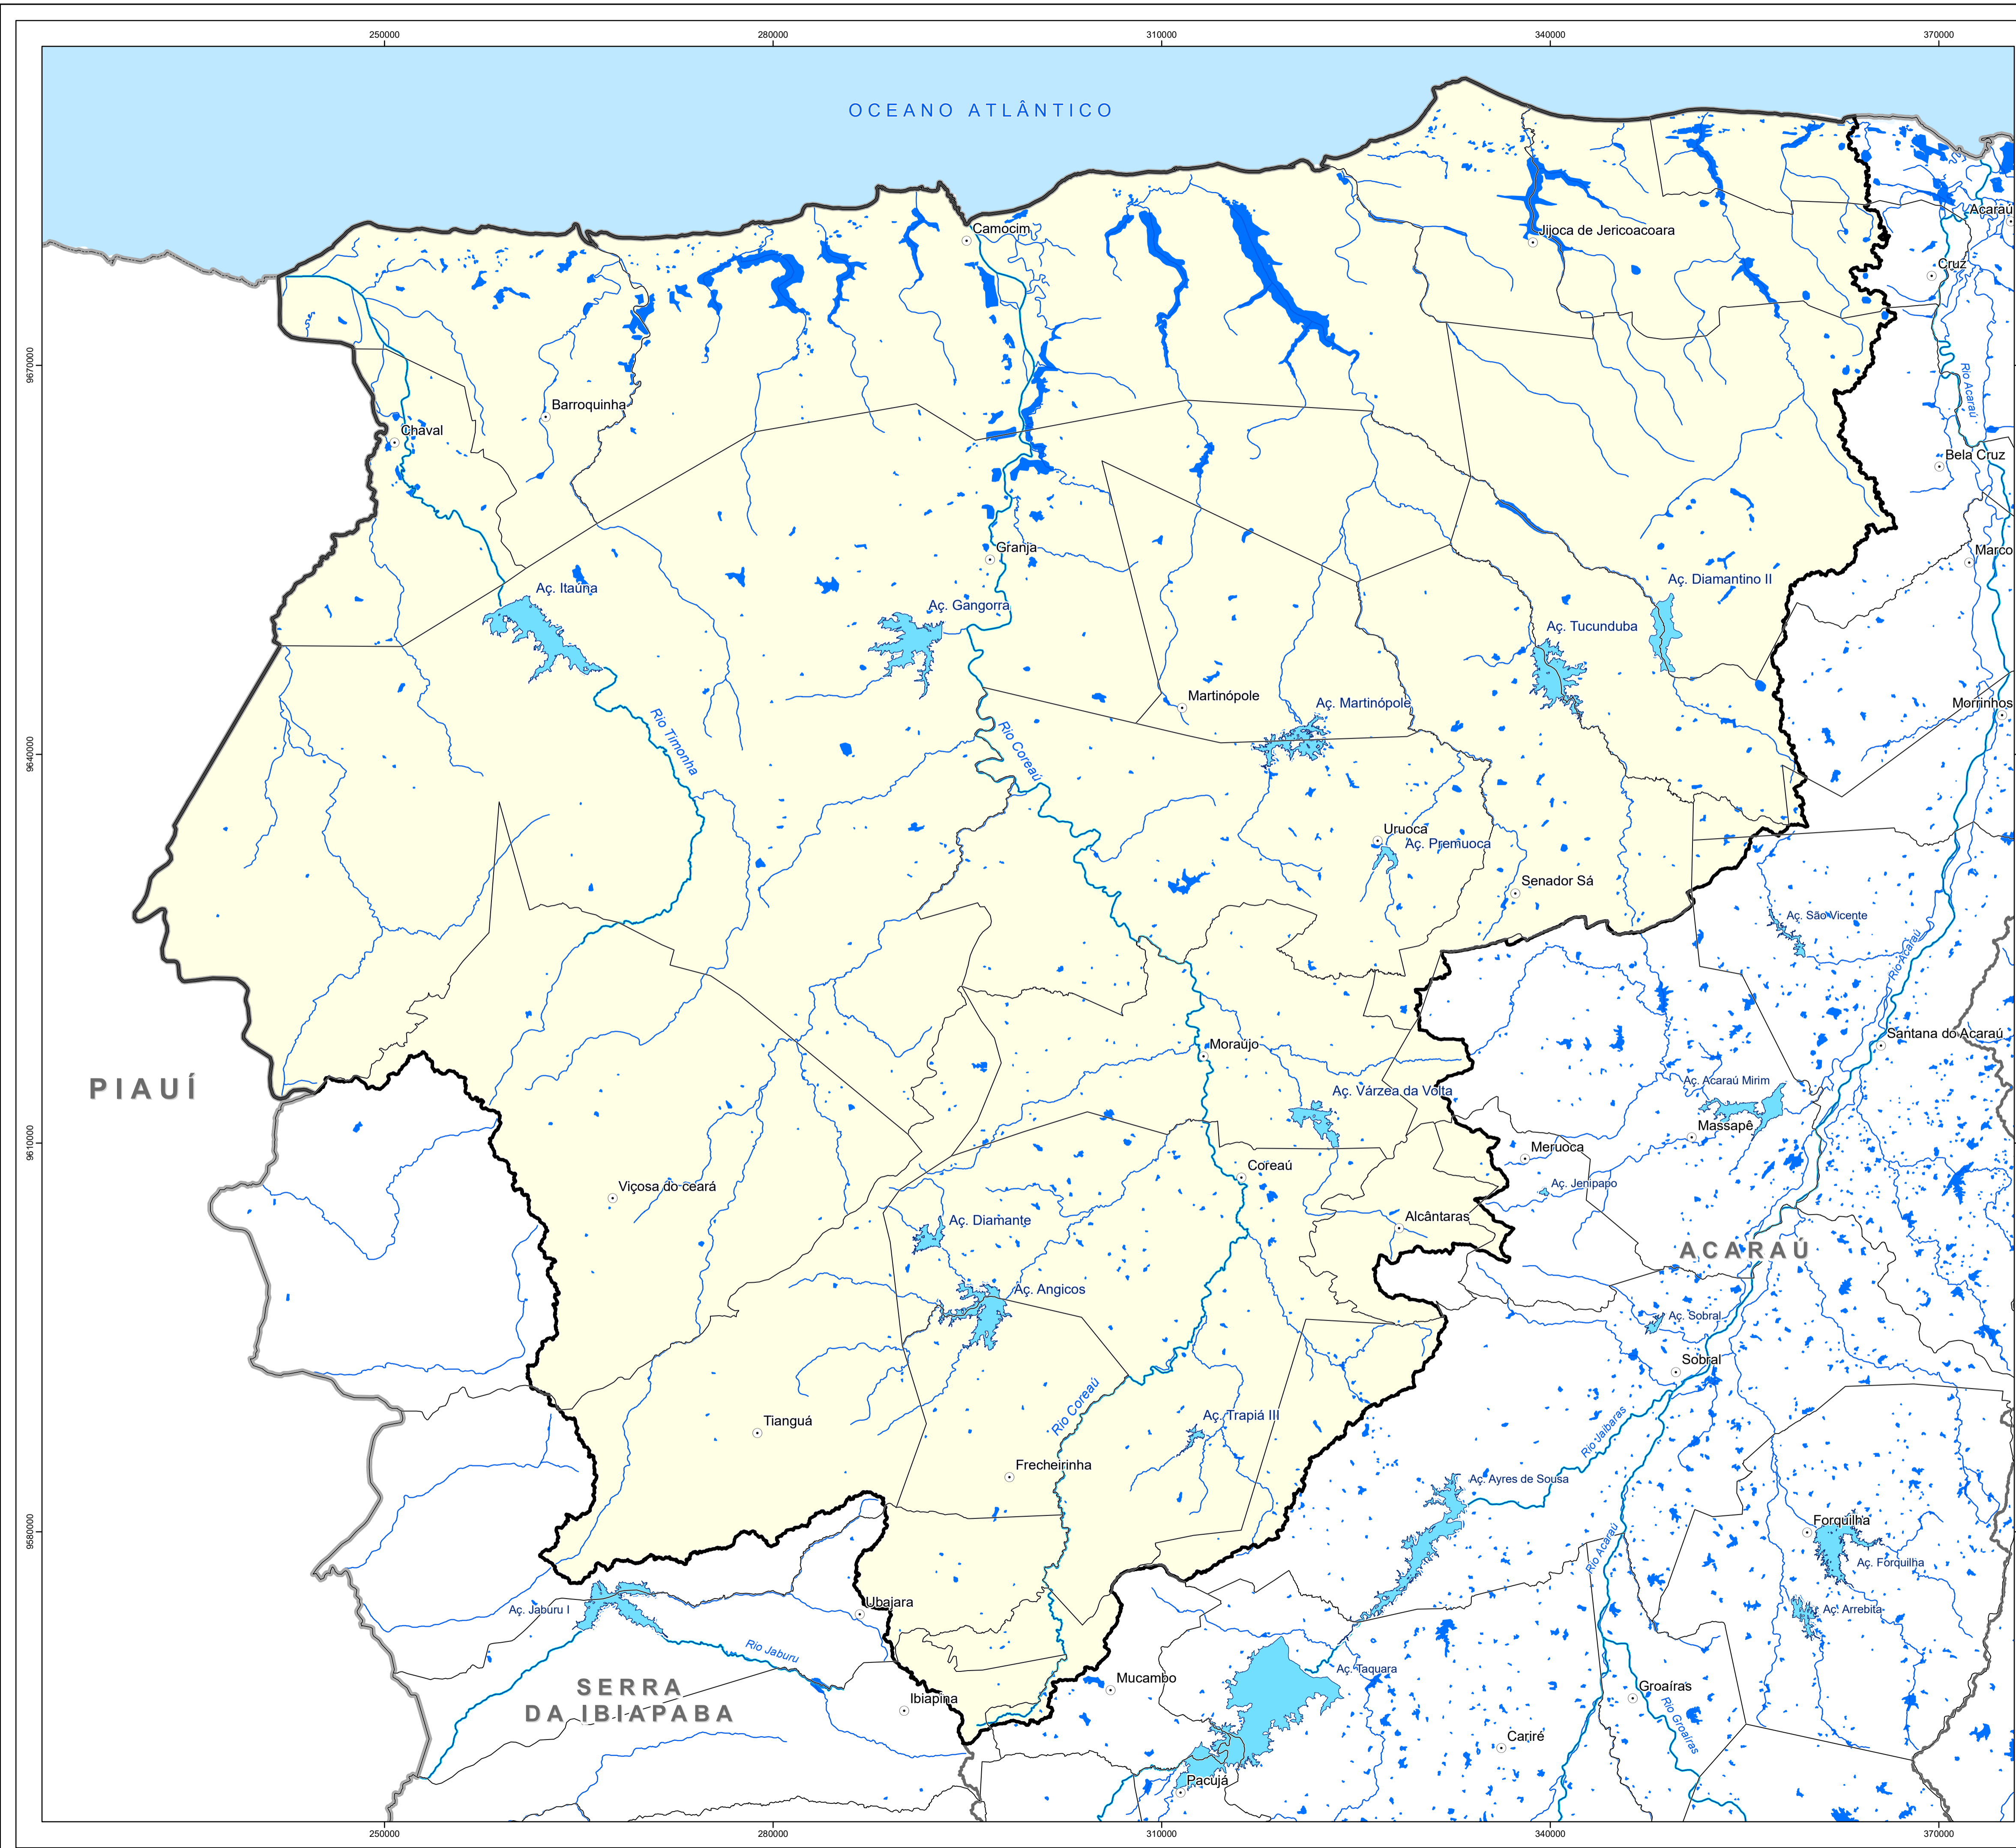 250000
280000
310000
340000
370000
OCEANO ATLÂNTICO
Acaraú
Camocim
Jijoca de Jericoacoara
Cruz
9670000
Rio Acaraú
Barroquinha
Chaval
Bela Cruz
Granja
Marco
Aç. Itaúna
Aç. Diamantino II
Aç. Gangorra
Aç. Tucunduba
Martinópole
Aç. Martinópole
Morrinhos
Rio Timonha
Rio Coreaú
9640000
Uruoca
Aç. Premuoca
Senador Sá
Aç. São Vicente
Rio Acaraú
Santana do Acaraú
Moraújo
PIAUÍ
Aç. Várzea da Volta
Aç. Acaraú Mirim
Massapê
9610000
Meruoca
Coreaú
Aç. Jenipapo
Viçosa do ceará
Aç. Diamante
Alcântaras
ACARAÚ
Aç. Angicos
Aç. Sobral
Sobral
Rio Coreaú
Aç. Trapiá III
Tianguá
Rio Jaibaras
Frecheirinha
Aç. Ayres de Sousa
9580000
Forquilha
Rio Acaraú
Aç. Forquilha
Aç. Jaburu I
Ubajara
Aç. Arrebita
Rio Jaburu
Aç. Taquara
Mucambo
SERRA
DA IBIAPABA
Ibiapina
Groaíras
Rio Groaíras
Cariré
Pacujá
250000
280000
310000
340000
370000